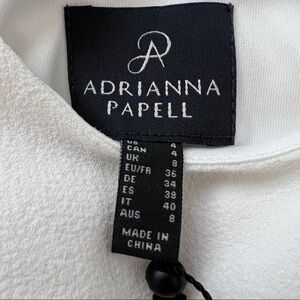 ADRIANNA
PAPELL
US 4
CAN 4
UK 8
EU/FR 36
DE 34
ES 38
IT 40
AUS 8
MADE IN
CHINA